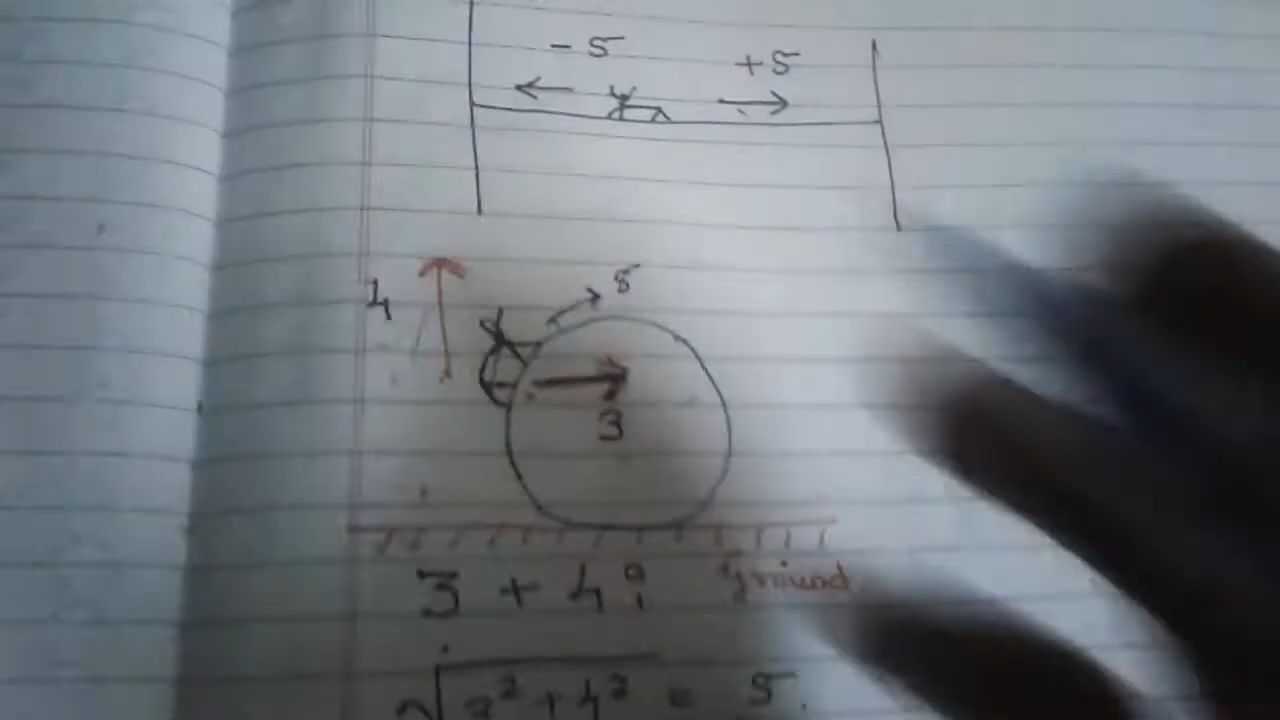 -5
+5
4
5
3
Ground
3 + 4i
√3² + 4² = 5